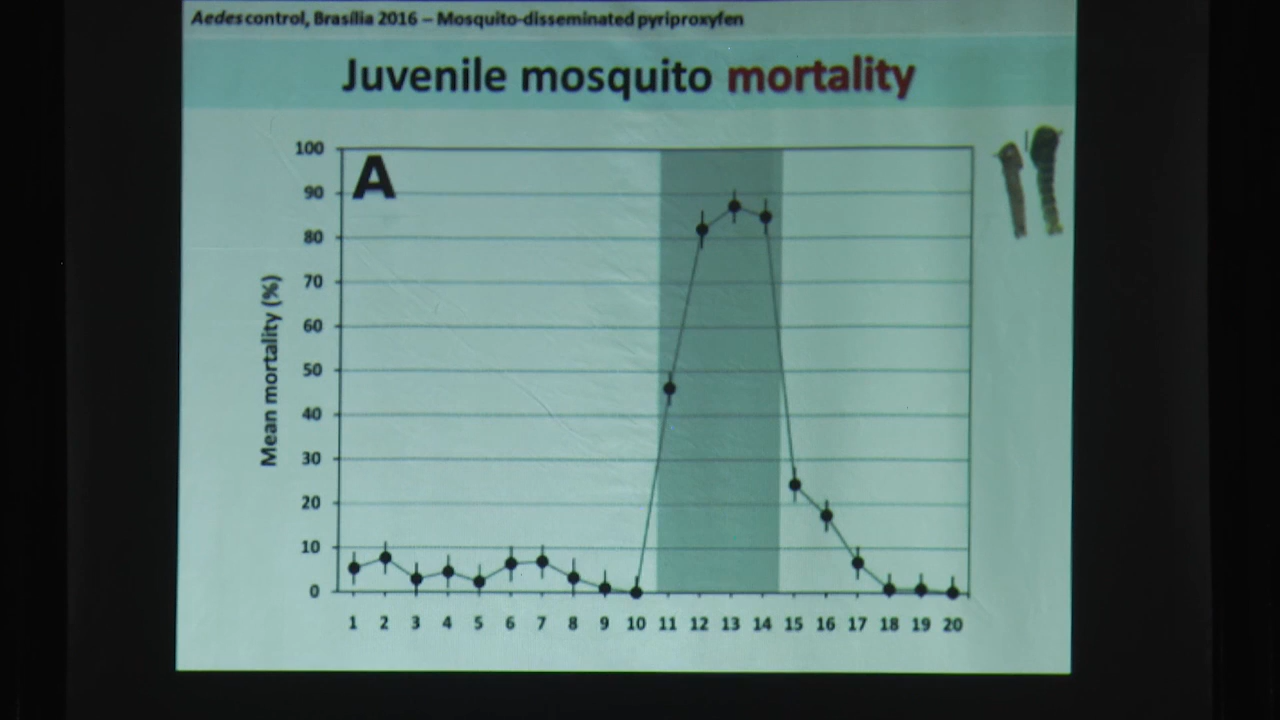 Aedes control, Brasília 2016 – Mosquito-disseminated pyriproxyfen
Juvenile mosquito mortality
A
Mean mortality (%)
100
90
80
70
60
50
40
30
20
10
0
1 2 3 4 5 6 7 8 9 10 11 12 13 14 15 16 17 18 19 20